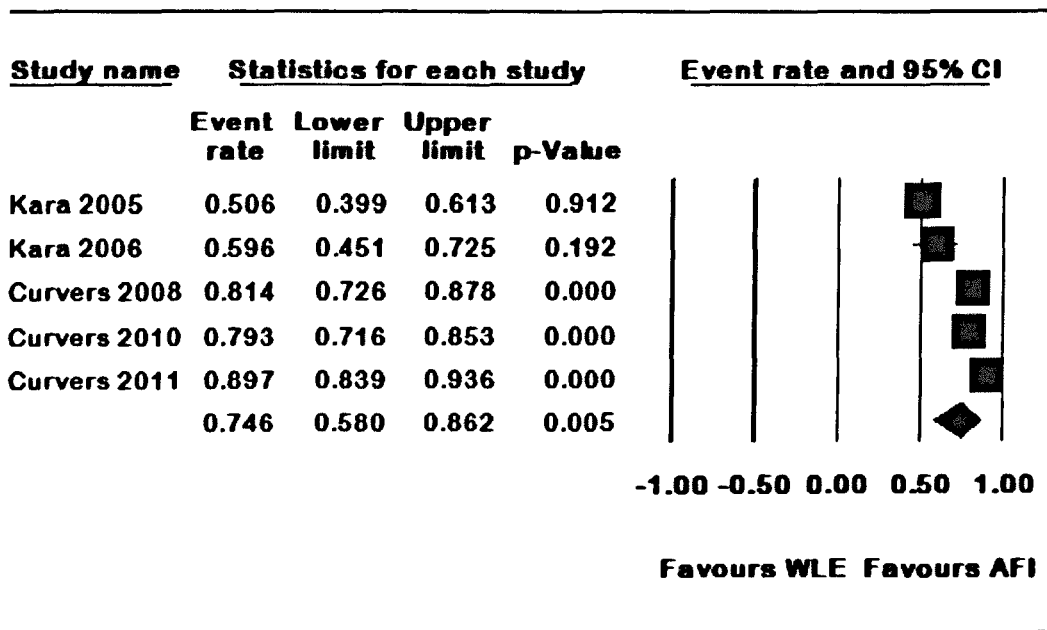 Study name Statistics for each study Event rate and 95% CI
Event Lower Upper
rate limit limit p-Value
Kara 2005 0.506 0.399 0.613 0.912
Kara 2006 0.596 0.451 0.725 0.192
Curvers 2008 0.814 0.726 0.878 0.000
Curvers 2010 0.793 0.716 0.853 0.000
Curvers 2011 0.897 0.839 0.936 0.000
0.746 0.580 0.862 0.005
-1.00 -0.50 0.00 0.50 1.00
Favours WLE Favours AFI